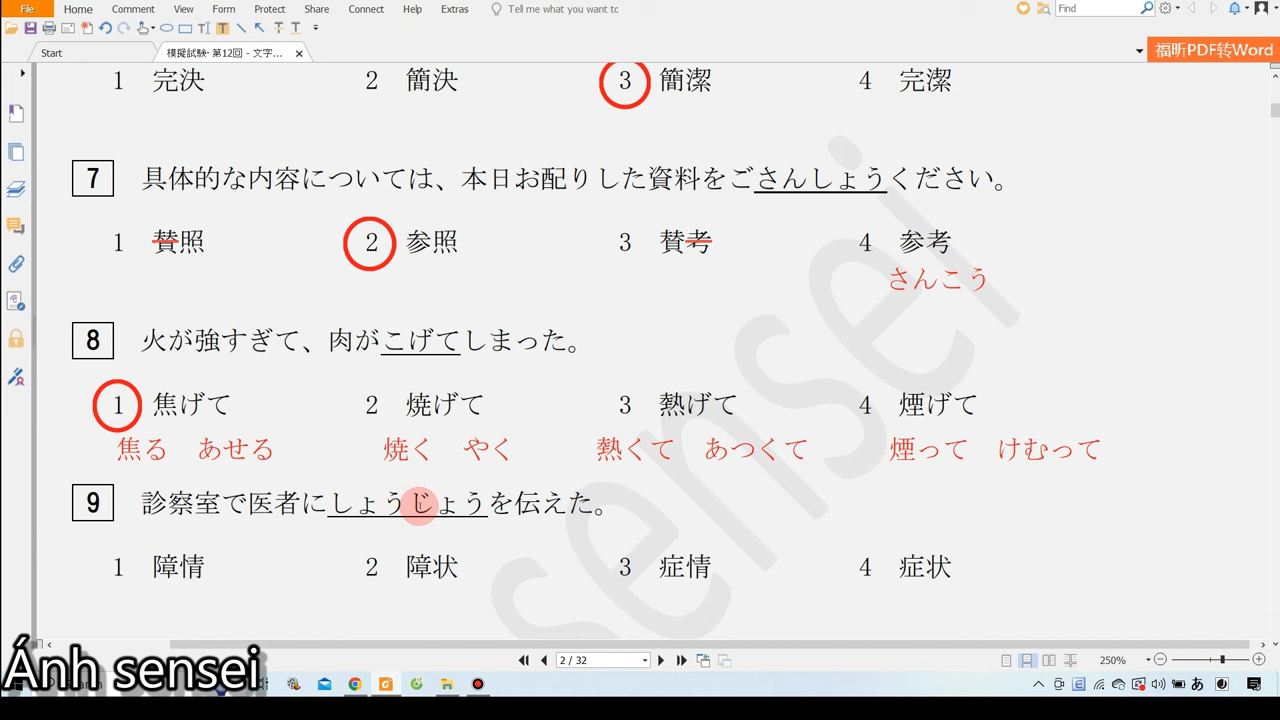 File Home Comment View Form Protect Share Connect Help Extras Tell me what you want to Find
Start 模擬試験- 第12回 - 文字... 福昕PDF转Word
1 完決 2 簡決 3 簡潔 4 完潔
7 具体的な内容については、本日お配りした資料をごさんしょうください。
1 賛照 2 参照 3 賛考 4 参考
さんこう
8 火が強すぎて、肉がこげてしまった。
1 焦げて 2 焼げて 3 熱げて 4 煙げて
焦る あせる 焼く やく 熱くて あつくて 煙って けむって
9 診察室で医者にしょうじょうを伝えた。
1 障情 2 障状 3 症情 4 症状
sensei
2 / 32 250%
Ánh sensei